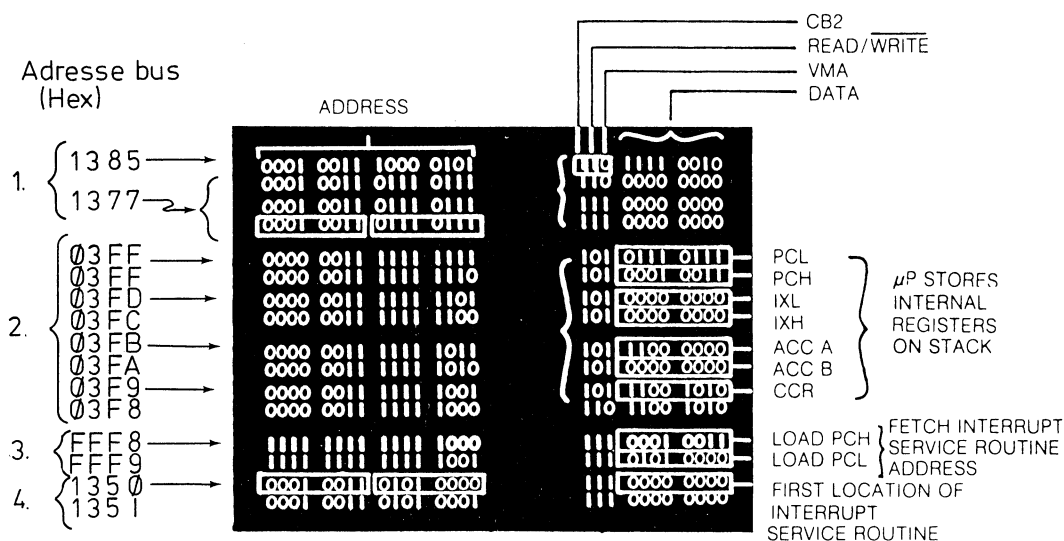 CB2
READ/WRITE
VMA
DATA
Adresse bus
(Hex)
ADDRESS
1.
1385 0001 0011 1000 0101 110 1111 0010
0001 0011 0111 0111 110 0000 0000
1377 0001 0011 0111 0111 111 0000 0000
0001 0011 0111 0111 111 0000 0000
2.
Ø3FF 0000 0011 1111 1111 101 0111 0111 PCL
Ø3FF 0000 0011 1111 1110 101 0001 0011 PCH
Ø3FD 0000 0011 1111 1101 101 0000 0000 IXL
Ø3FC 0000 0011 1111 1100 101 0000 0000 IXH
Ø3FB 0000 0011 1111 1011 101 1100 0000 ACC A
Ø3FA 0000 0011 1111 1010 101 0000 0000 ACC B
Ø3F9 0000 0011 1111 1001 101 1100 1010 CCR
Ø3F8 0000 0011 1111 1000 110 1100 1010
µP STORFS
INTERNAL
REGISTERS
ON STACK
3.
FFF8 1111 1111 1111 1000 111 0001 0011 LOAD PCH
FFF9 1111 1111 1111 1001 111 0101 0000 LOAD PCL
FETCH INTERRUPT
SERVICE ROUTINE
ADDRESS
4.
135Ø 0001 0011 0101 0000 111 0000 0000
1351 0001 0011 0101 0001 111 0000 0000
FIRST LOCATION OF
INTERRUPT
SERVICE ROUTINE